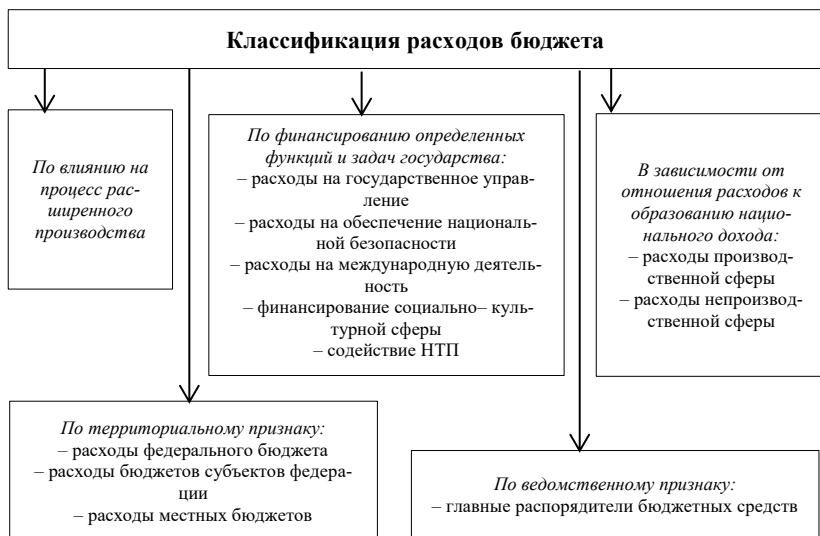 Классификация расходов бюджета
По влиянию на
процесс рас-
ширенного
производства
По финансированию определенных
функций и задач государства:
– расходы на государственное управ-
ление
– расходы на обеспечение националь-
ной безопасности
– расходы на международную деятель-
ность
– финансирование социально– куль-
турной сферы
– содействие НТП
В зависимости от
отношения расходов к
образованию нацио-
нального дохода:
– расходы производ-
ственной сферы
– расходы непроизвод-
ственной сферы
По территориальному признаку:
– расходы федерального бюджета
– расходы бюджетов субъектов федера-
ции
– расходы местных бюджетов
По ведомственному признаку:
– главные распорядители бюджетных средств